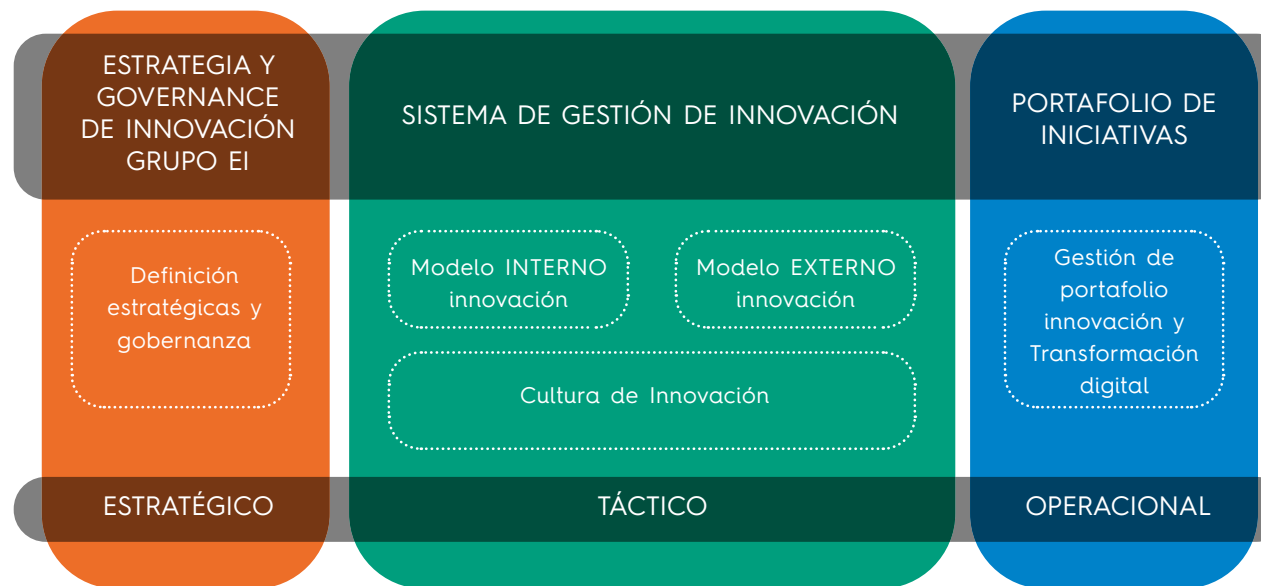 ESTRATEGIA Y
GOVERNANCE
DE INNOVACIÓN
GRUPO EI
SISTEMA DE GESTIÓN DE INNOVACIÓN
PORTAFOLIO DE
INICIATIVAS
Definición
estratégicas y
gobernanza
Modelo INTERNO
innovación
Modelo EXTERNO
innovación
Cultura de Innovación
Gestión de
portafolio
innovación y
Transformación
digital
ESTRATÉGICO
TÁCTICO
OPERACIONAL